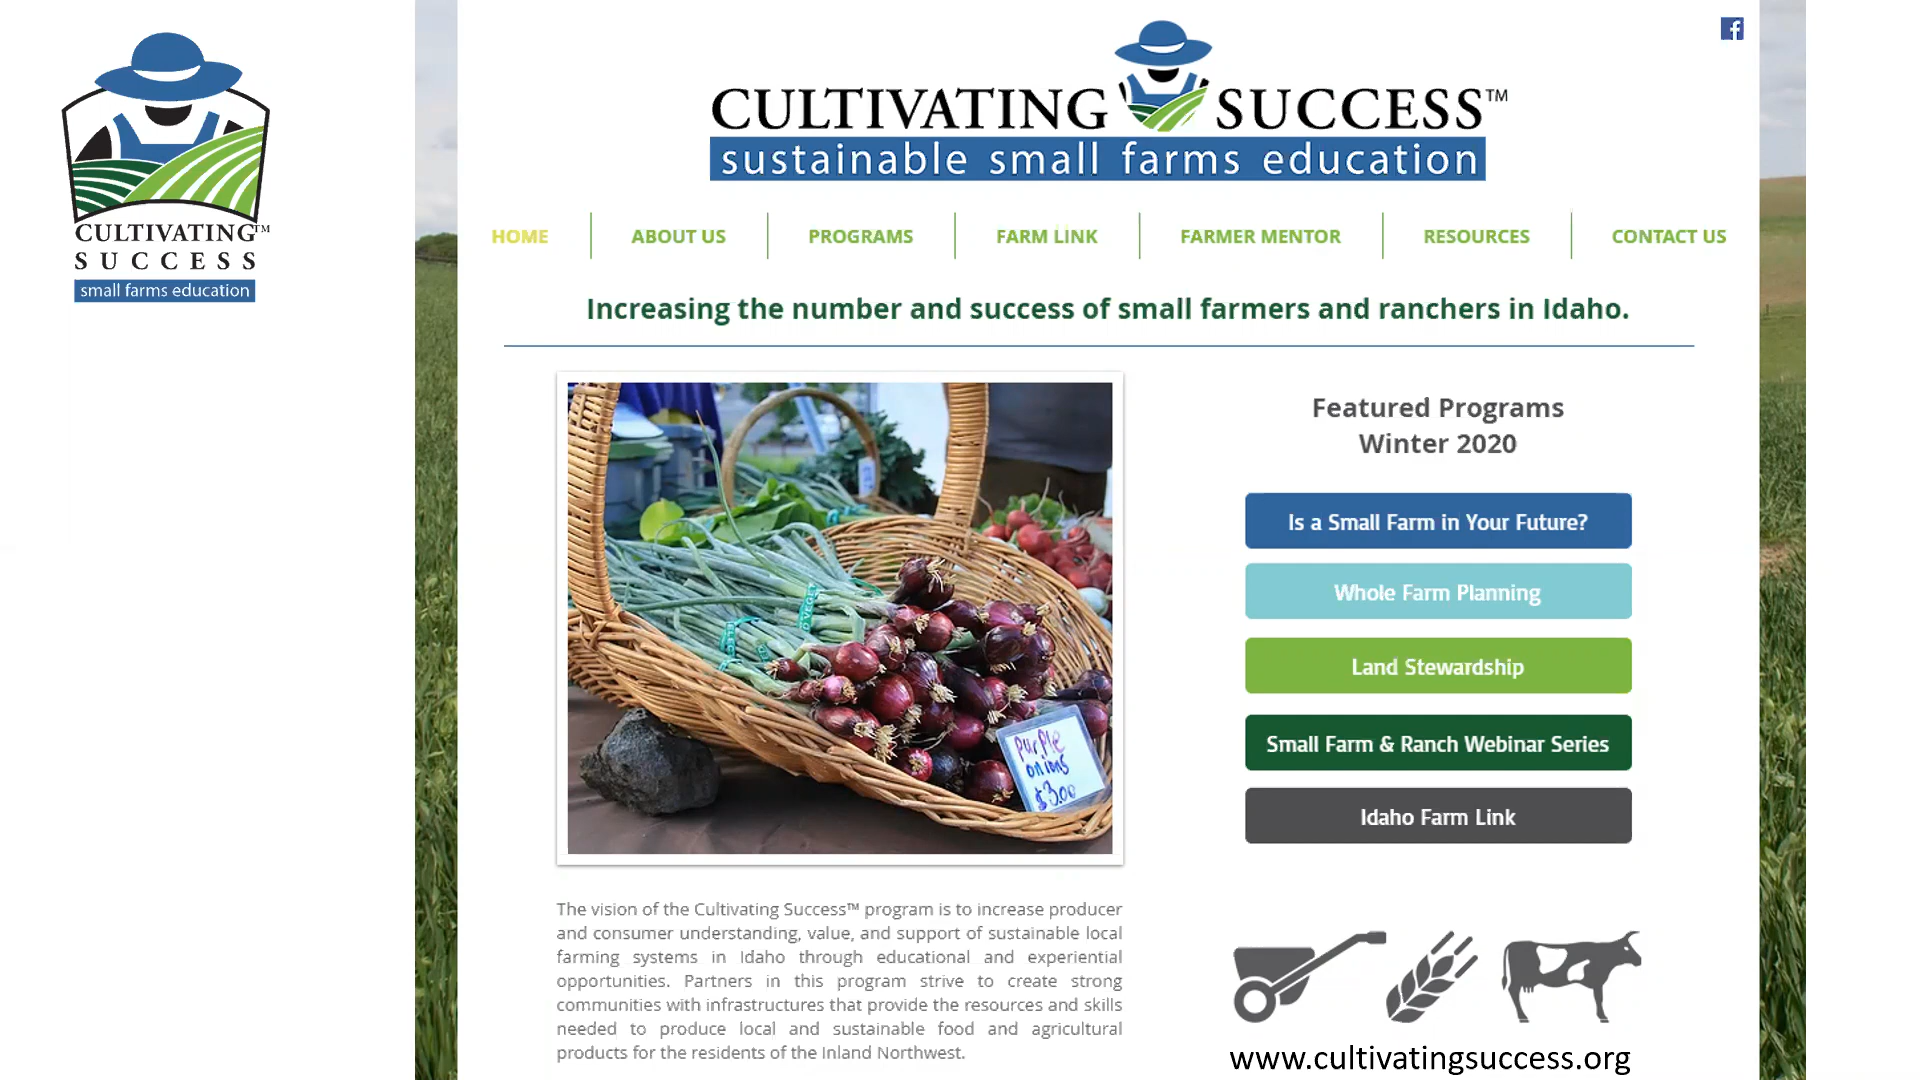 CULTIVATING™
SUCCESS
small farms education
CULTIVATING SUCCESS™
sustainable small farms education
HOME
ABOUT US
PROGRAMS
FARM LINK
FARMER MENTOR
RESOURCES
CONTACT US
Increasing the number and success of small farmers and ranchers in Idaho.
purple
onions
$3.00
The vision of the Cultivating Success™ program is to increase producer
and consumer understanding, value, and support of sustainable local
farming systems in Idaho through educational and experiential
opportunities. Partners in this program strive to create strong
communities with infrastructures that provide the resources and skills
needed to produce local and sustainable food and agricultural
products for the residents of the Inland Northwest.
Featured Programs
Winter 2020
Is a Small Farm in Your Future?
Whole Farm Planning
Land Stewardship
Small Farm & Ranch Webinar Series
Idaho Farm Link
www.cultivatingsuccess.org